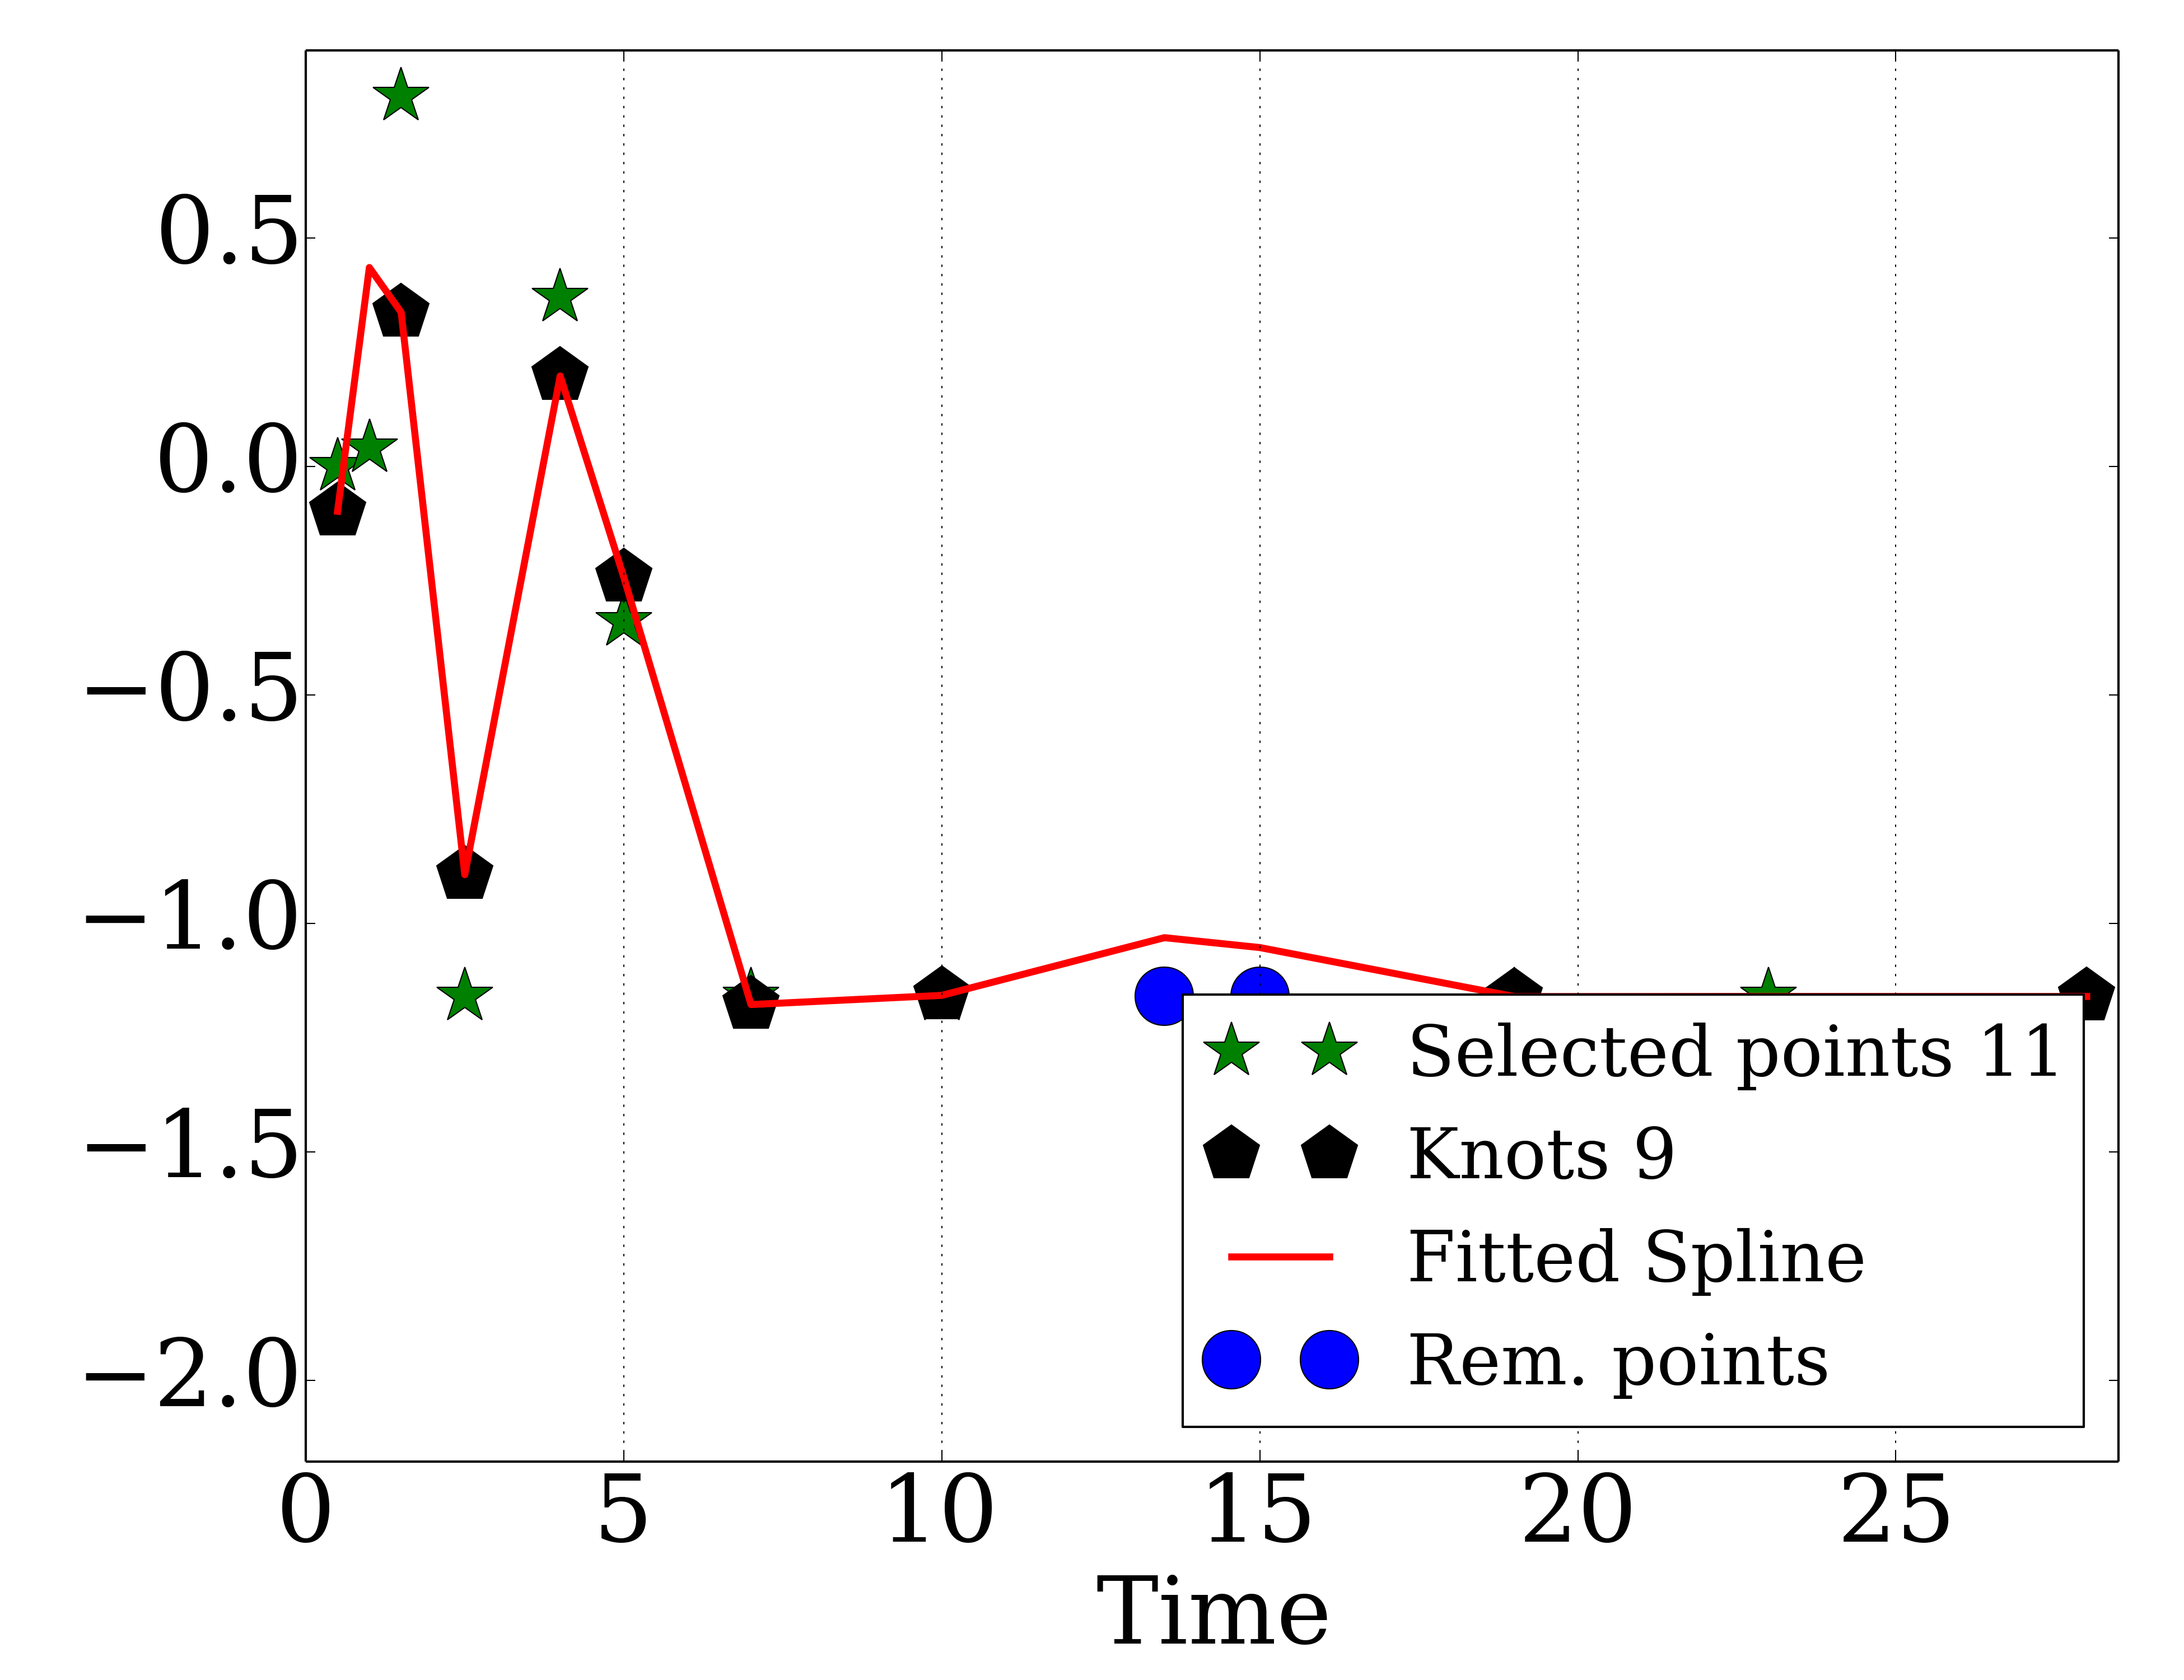 0.5
0.0
−0.5
−1.0
−1.5
−2.0
Selected points 11
Knots 9
Fitted Spline
Rem. points
0 5 10 15 20 25
Time